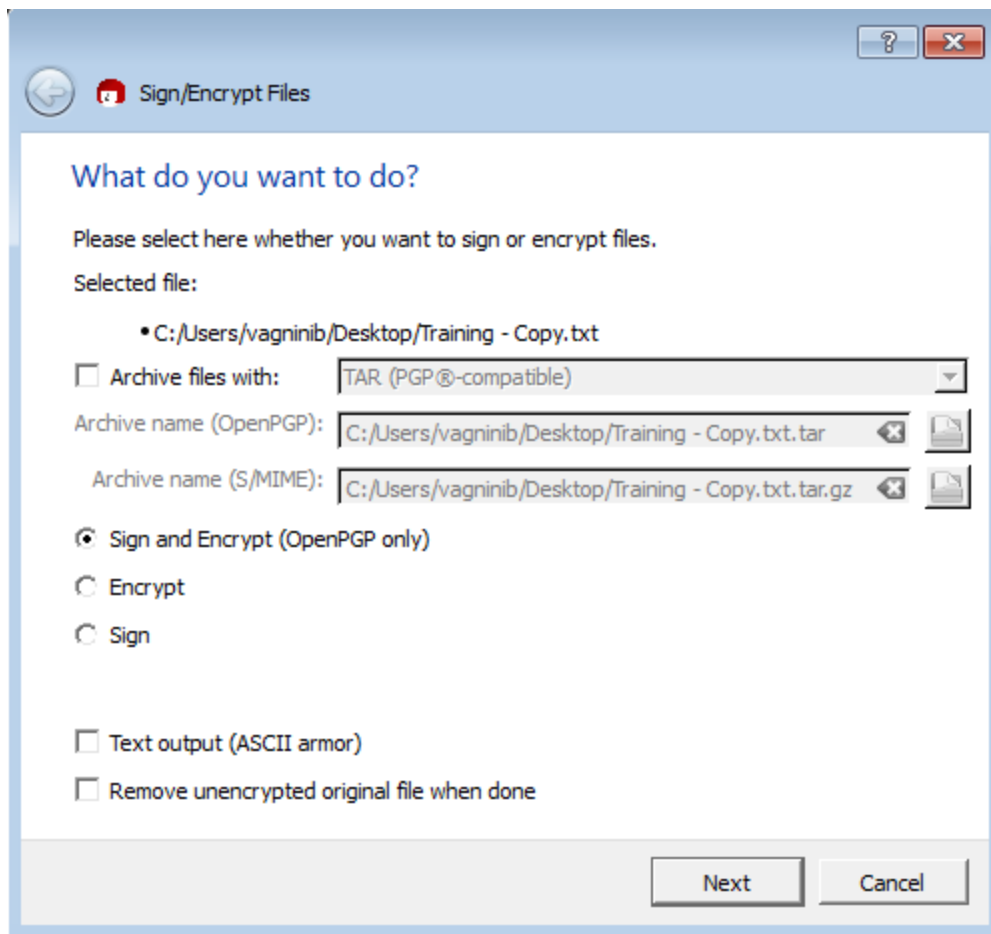 Sign/Encrypt Files
What do you want to do?
Please select here whether you want to sign or encrypt files.
Selected file:
•C:/Users/vagninib/Desktop/Training - Copy.txt
Archive files with: TAR (PGP®-compatible)
Archive name (OpenPGP): C:/Users/vagninib/Desktop/Training - Copy.txt.tar
Archive name (S/MIME): C:/Users/vagninib/Desktop/Training - Copy.txt.tar.gz
Sign and Encrypt (OpenPGP only)
Encrypt
Sign
Text output (ASCII armor)
Remove unencrypted original file when done
Next Cancel